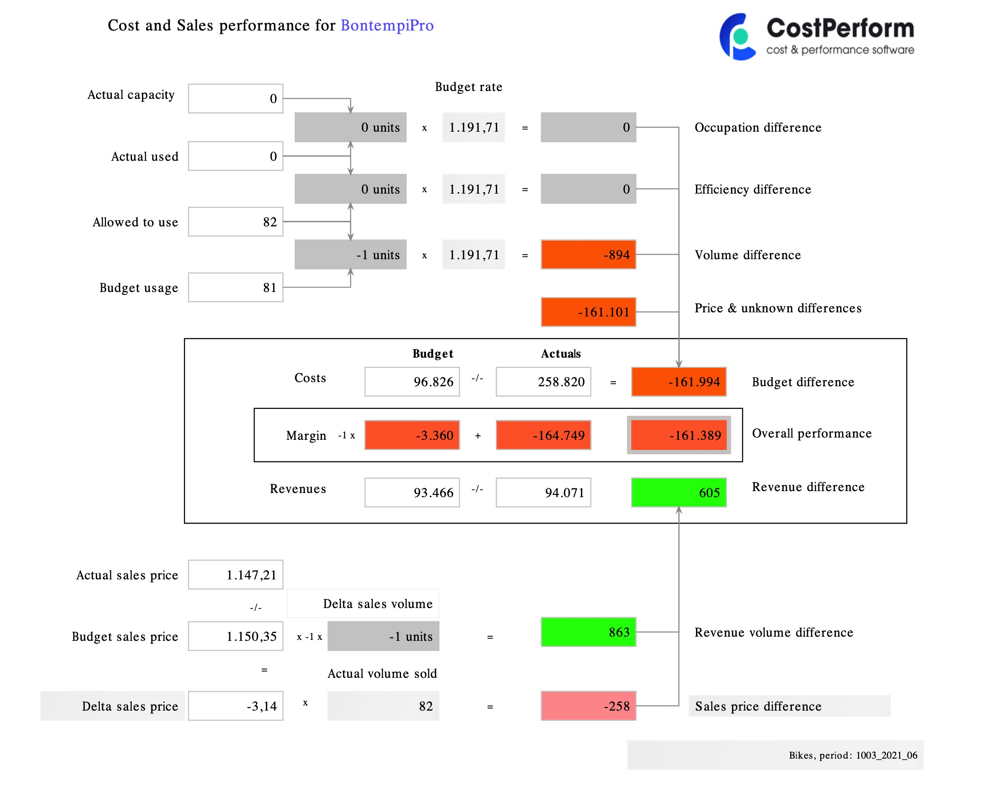 Cost and Sales performance for BontempiPro
CostPerform
cost & performance software
Budget rate
Actual capacity 0
0 units x 1.191,71 = 0 Occupation difference
Actual used 0
0 units x 1.191,71 = 0 Efficiency difference
Allowed to use 82
-1 units x 1.191,71 = -894 Volume difference
Budget usage 81
-161.101 Price & unknown differences
Budget Actuals
Costs 96.826 -/- 258.820 = -161.994 Budget difference
Margin -1 x -3.360 + -164.749 -161.389 Overall performance
Revenues 93.466 -/- 94.071 605 Revenue difference
Actual sales price 1.147,21
-/- Delta sales volume
Budget sales price 1.150,35 x -1 x -1 units = 863 Revenue volume difference
= Actual volume sold
Delta sales price -3,14 x 82 = -258 Sales price difference
Bikes, period: 1003_2021_06